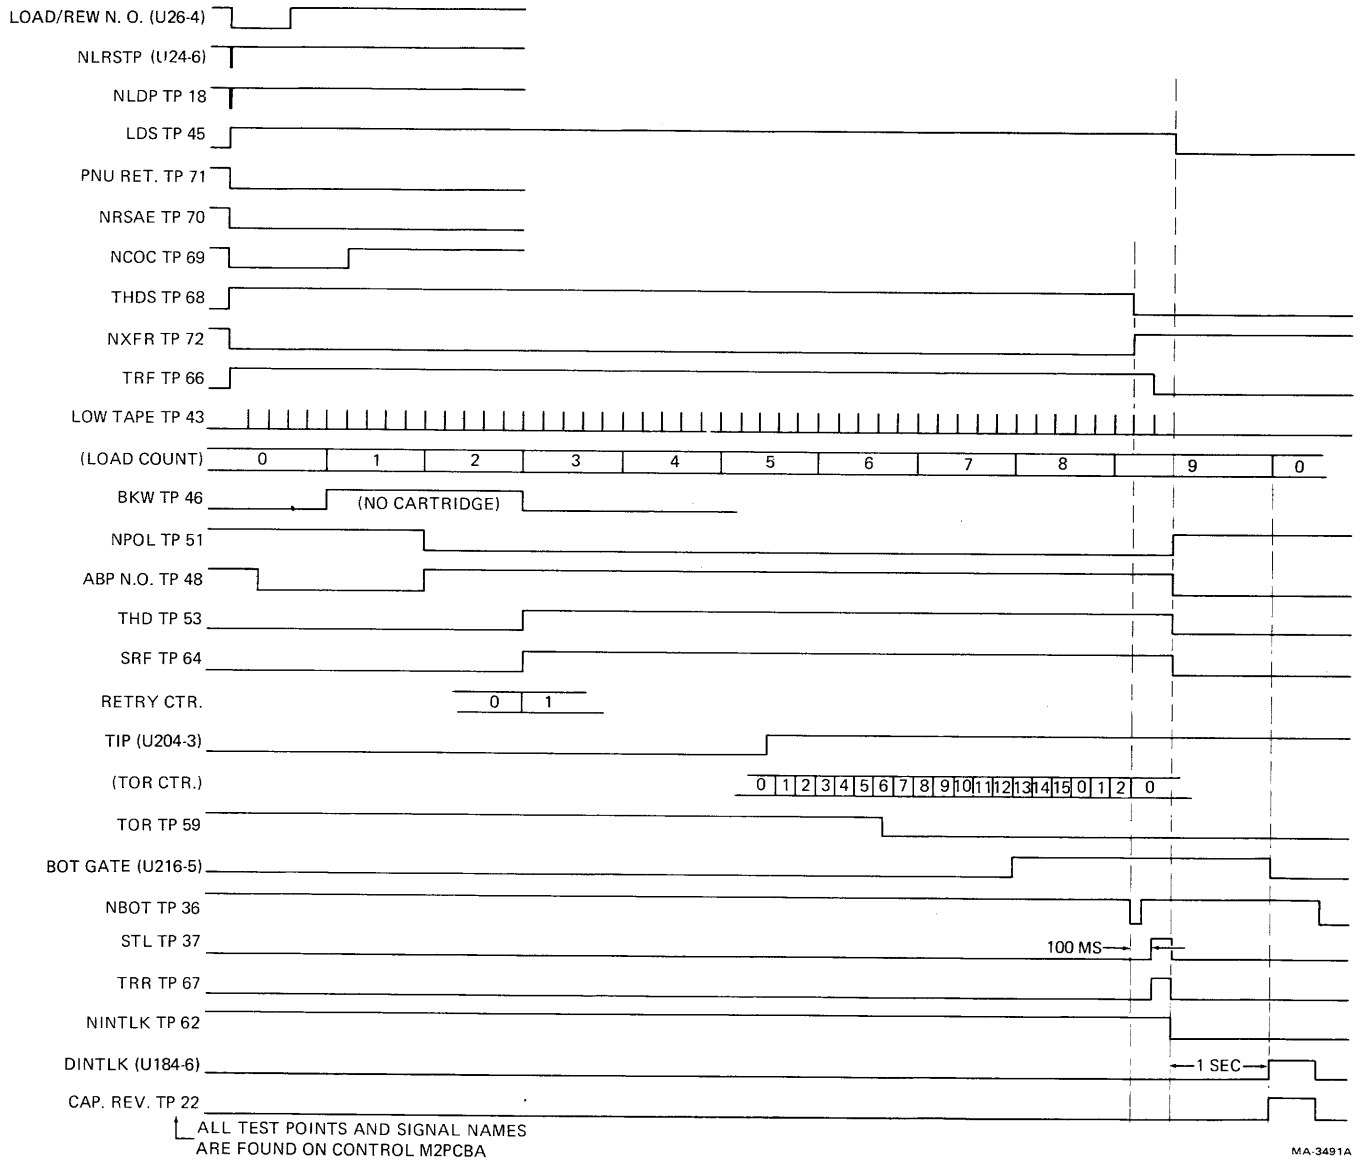 LOAD/REW N. O. (U26-4)
NLRSTP (U24-6)
NLDP TP 18
LDS TP 45
PNU RET. TP 71
NRSAE TP 70
NCOC TP 69
THDS TP 68
NXFR TP 72
TRF TP 66
LOW TAPE TP 43
(LOAD COUNT) 0 1 2 3 4 5 6 7 8 9 0
BKW TP 46 (NO CARTRIDGE)
NPOL TP 51
ABP N.O. TP 48
THD TP 53
SRF TP 64
RETRY CTR. 0 1
TIP (U204-3)
(TOR CTR.) 0 1 2 3 4 5 6 7 8 9 10 11 12 13 14 15 0 1 2 0
TOR TP 59
BOT GATE (U216-5)
NBOT TP 36
STL TP 37 100 MS
TRR TP 67
NINTLK TP 62
DINTLK (U184-6) 1 SEC
CAP. REV. TP 22
ALL TEST POINTS AND SIGNAL NAMES
ARE FOUND ON CONTROL M2PCBA
MA-3491A